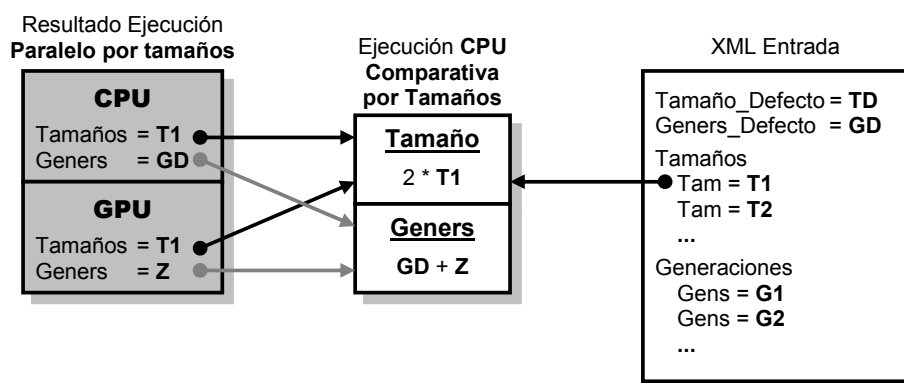 Resultado Ejecución
Paralelo por tamaños
CPU
Tamaños = T1
Geners = GD
GPU
Tamaños = T1
Geners = Z
Ejecución CPU
Comparativa
por Tamaños
Tamaño
2 * T1
Geners
GD + Z
XML Entrada
Tamaño_Defecto = TD
Geners_Defecto = GD
Tamaños
Tam = T1
Tam = T2
...
Generaciones
Gens = G1
Gens = G2
...